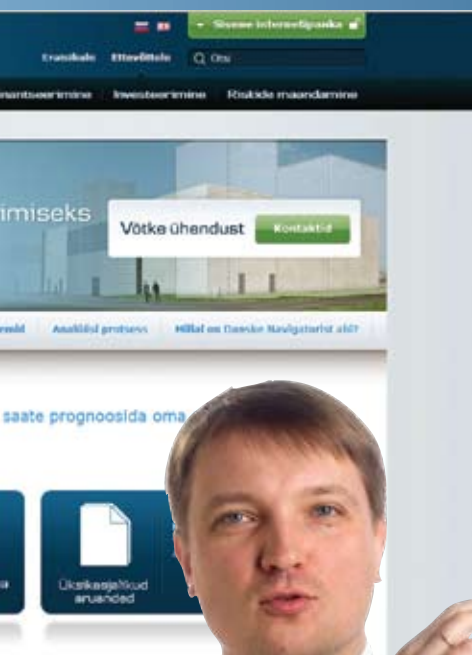 Sisene internetipanka
Eraisikule Ettevõttele Otsi
Investeerimine Riskide maandamine
imiseks
Võtke ühendust Kontaktid
Analüüsi protsess Millal on Danske Navigatorist abi?
saate prognoosida oma
Üksikasjalikud
aruanded